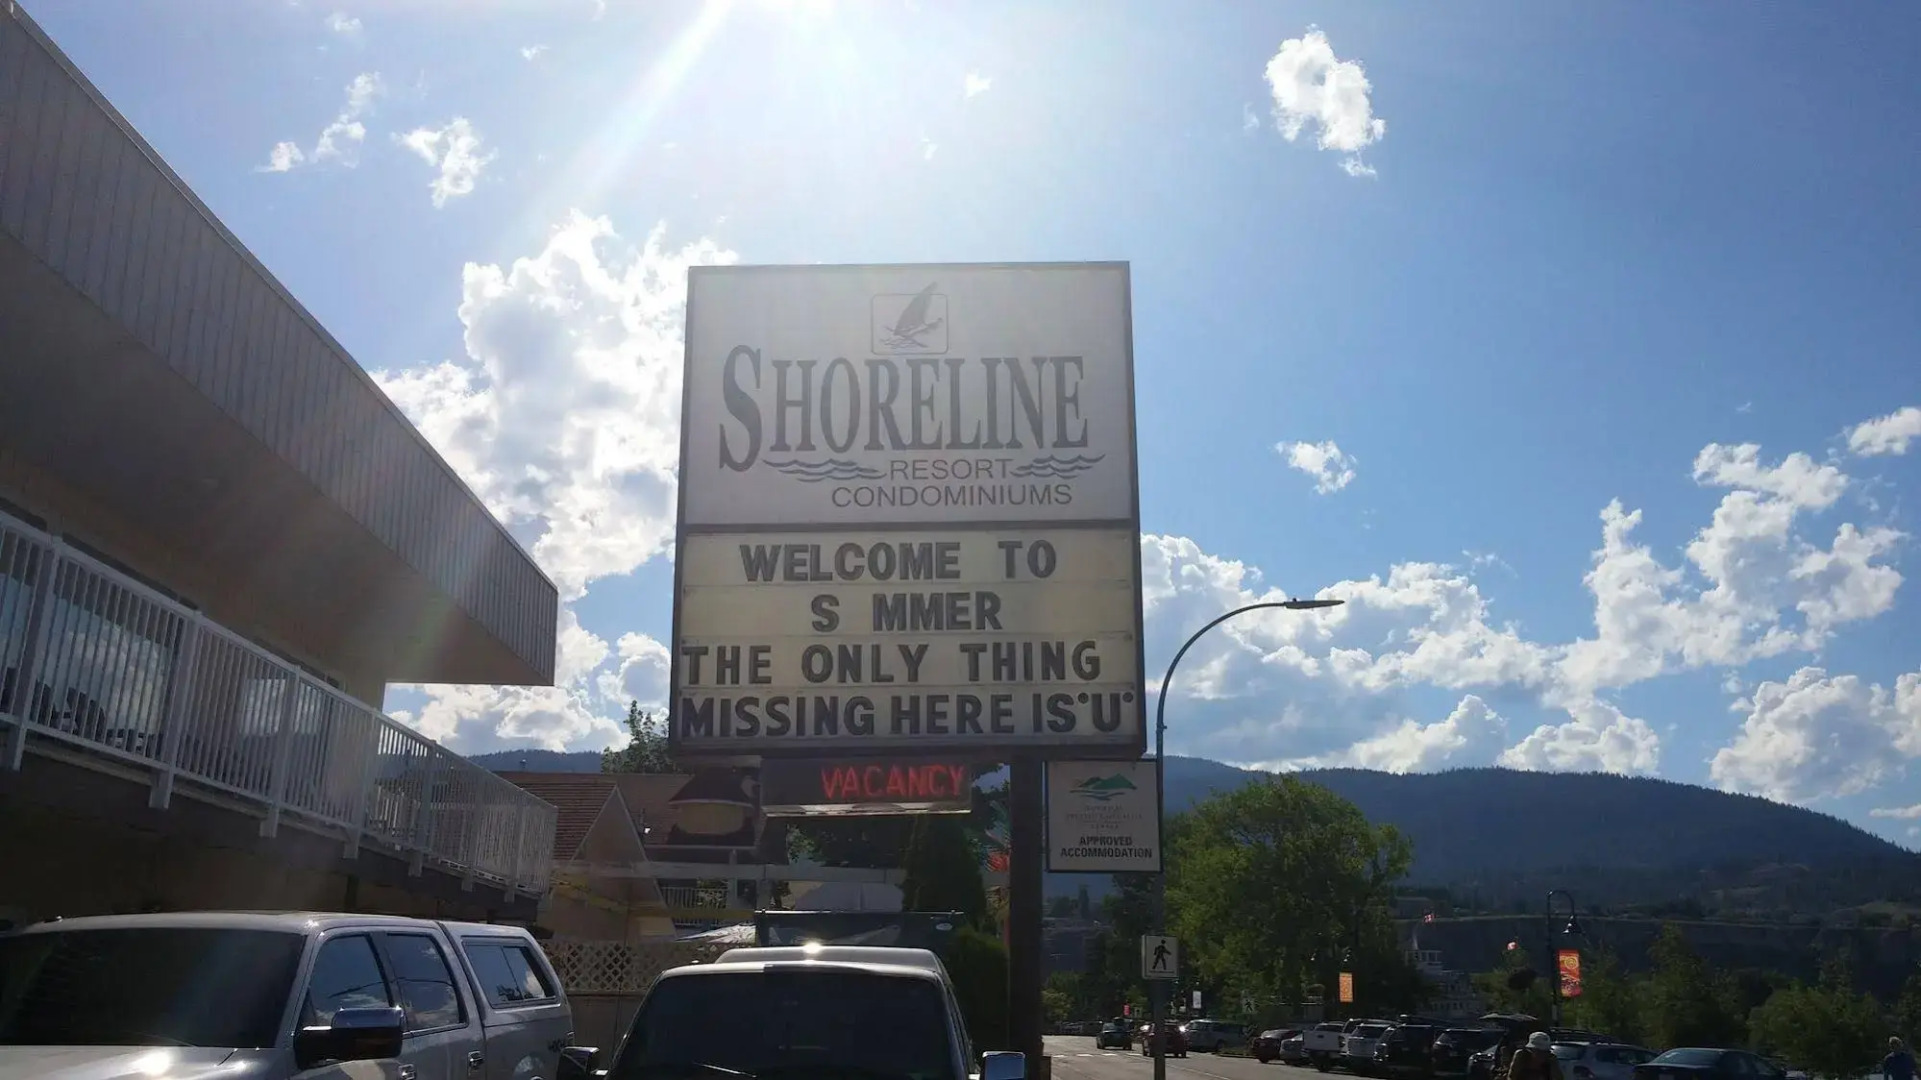 SHORELINE
RESORT
CONDOMINIUMS
WELCOME TO
S MMER
THE ONLY THING
MISSING HERE IS "U"
VACANCY
APPROVED
ACCOMMODATION